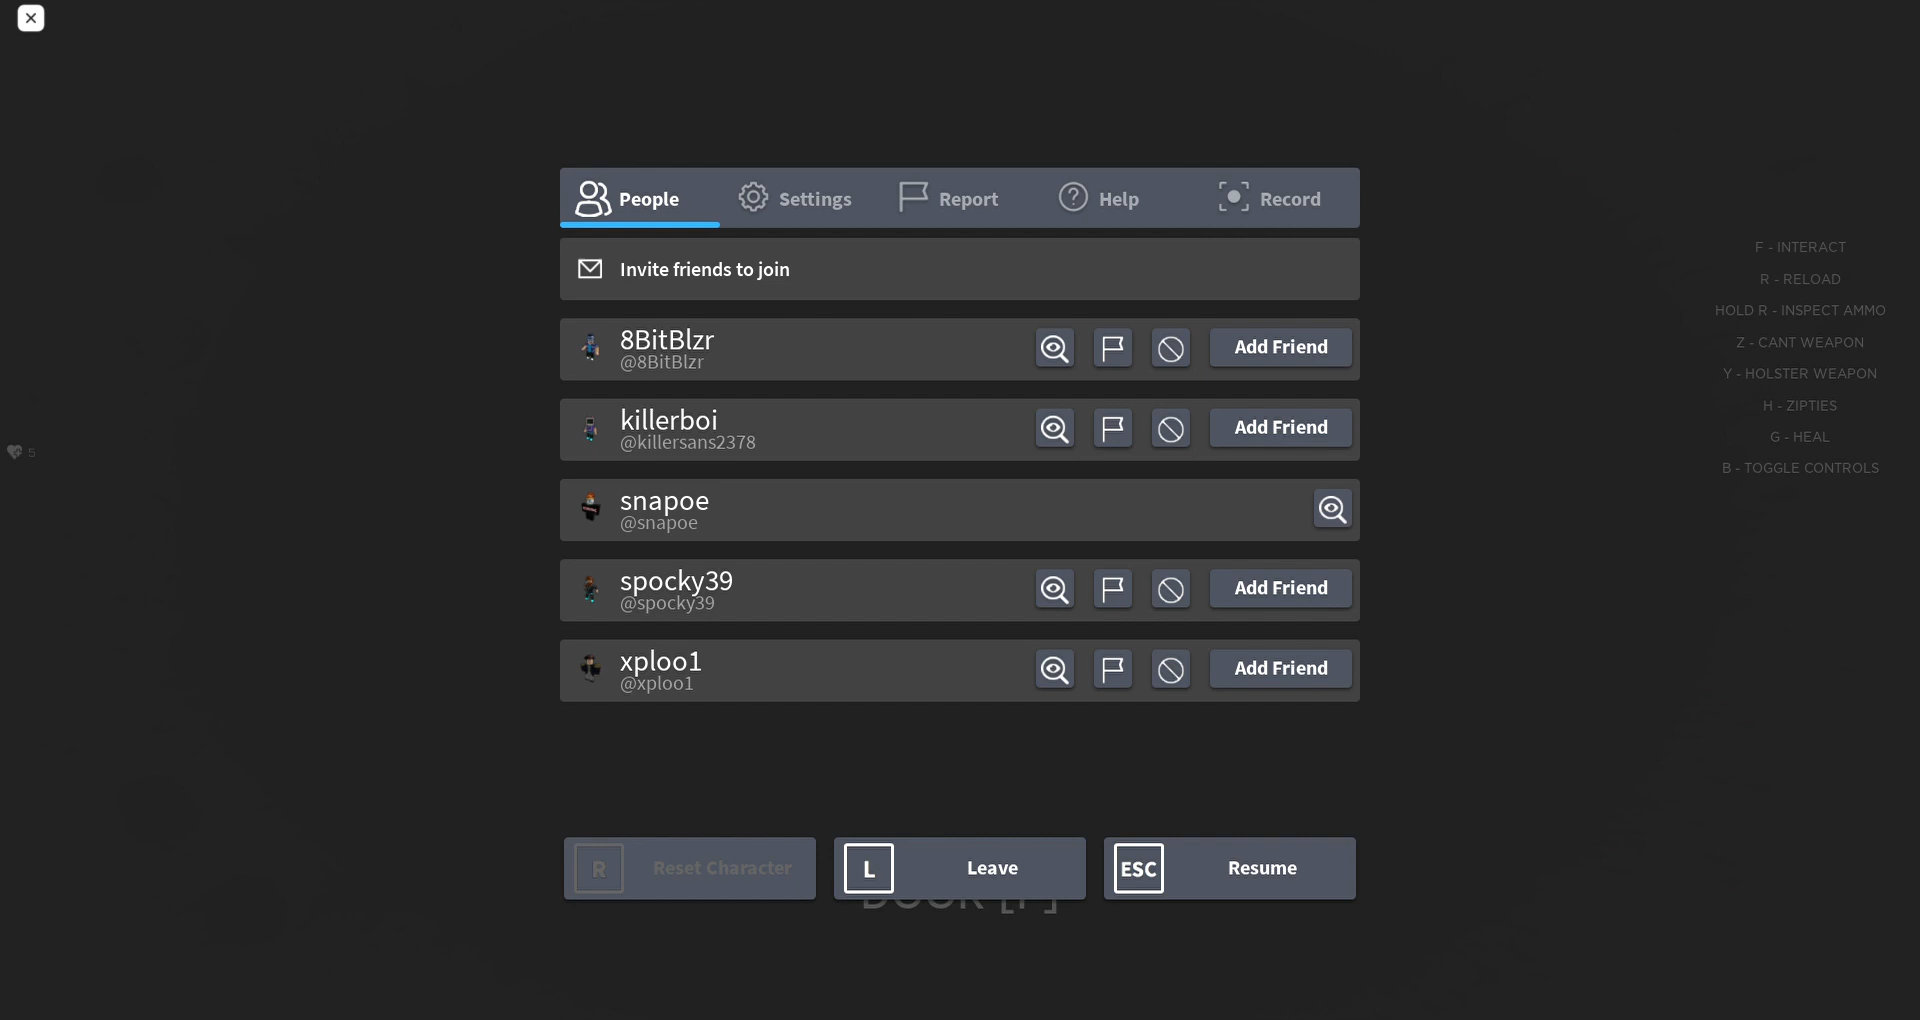 People
Settings
Report
Help
Record
Invite friends to join
8BitBlzr
@8BitBlzr
Add Friend
killerboi
@killersans2378
Add Friend
snapoe
@snapoe
spocky39
@spocky39
Add Friend
xploo1
@xploo1
Add Friend
F - INTERACT
R - RELOAD
HOLD R - INSPECT AMMO
Z - CANT WEAPON
Y - HOLSTER WEAPON
H - ZIPTIES
G - HEAL
B - TOGGLE CONTROLS
5
R Reset Character
L Leave
ESC Resume
DOOR [F]